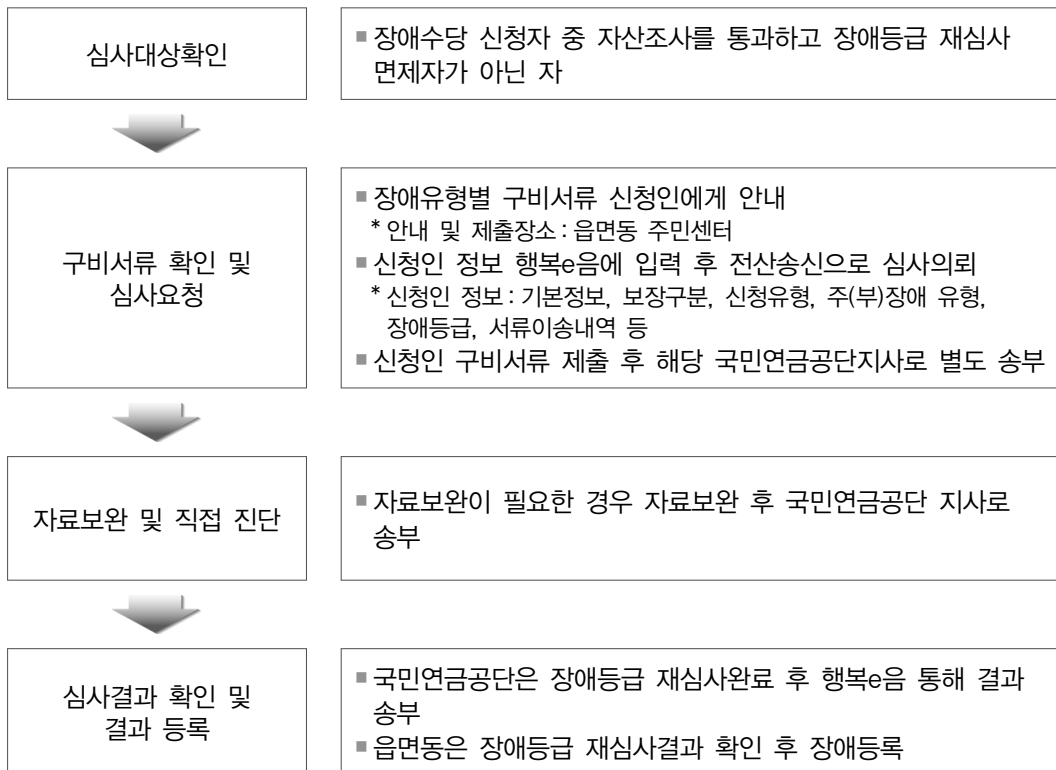 심사대상확인
▪장애수당 신청자 중 자산조사를 통과하고 장애등급 재심사
면제자가 아닌 자
구비서류 확인 및
심사요청
▪장애유형별 구비서류 신청인에게 안내
* 안내 및 제출장소 : 읍면동 주민센터
▪신청인 정보 행복e음에 입력 후 전산송신으로 심사의뢰
* 신청인 정보 : 기본정보, 보장구분, 신청유형, 주(부)장애 유형,
장애등급, 서류이송내역 등
▪신청인 구비서류 제출 후 해당 국민연금공단지사로 별도 송부
자료보완 및 직접 진단
▪자료보완이 필요한 경우 자료보완 후 국민연금공단 지사로
송부
심사결과 확인 및
결과 등록
▪국민연금공단은 장애등급 재심사완료 후 행복e음 통해 결과
송부
▪읍면동은 장애등급 재심사결과 확인 후 장애등록